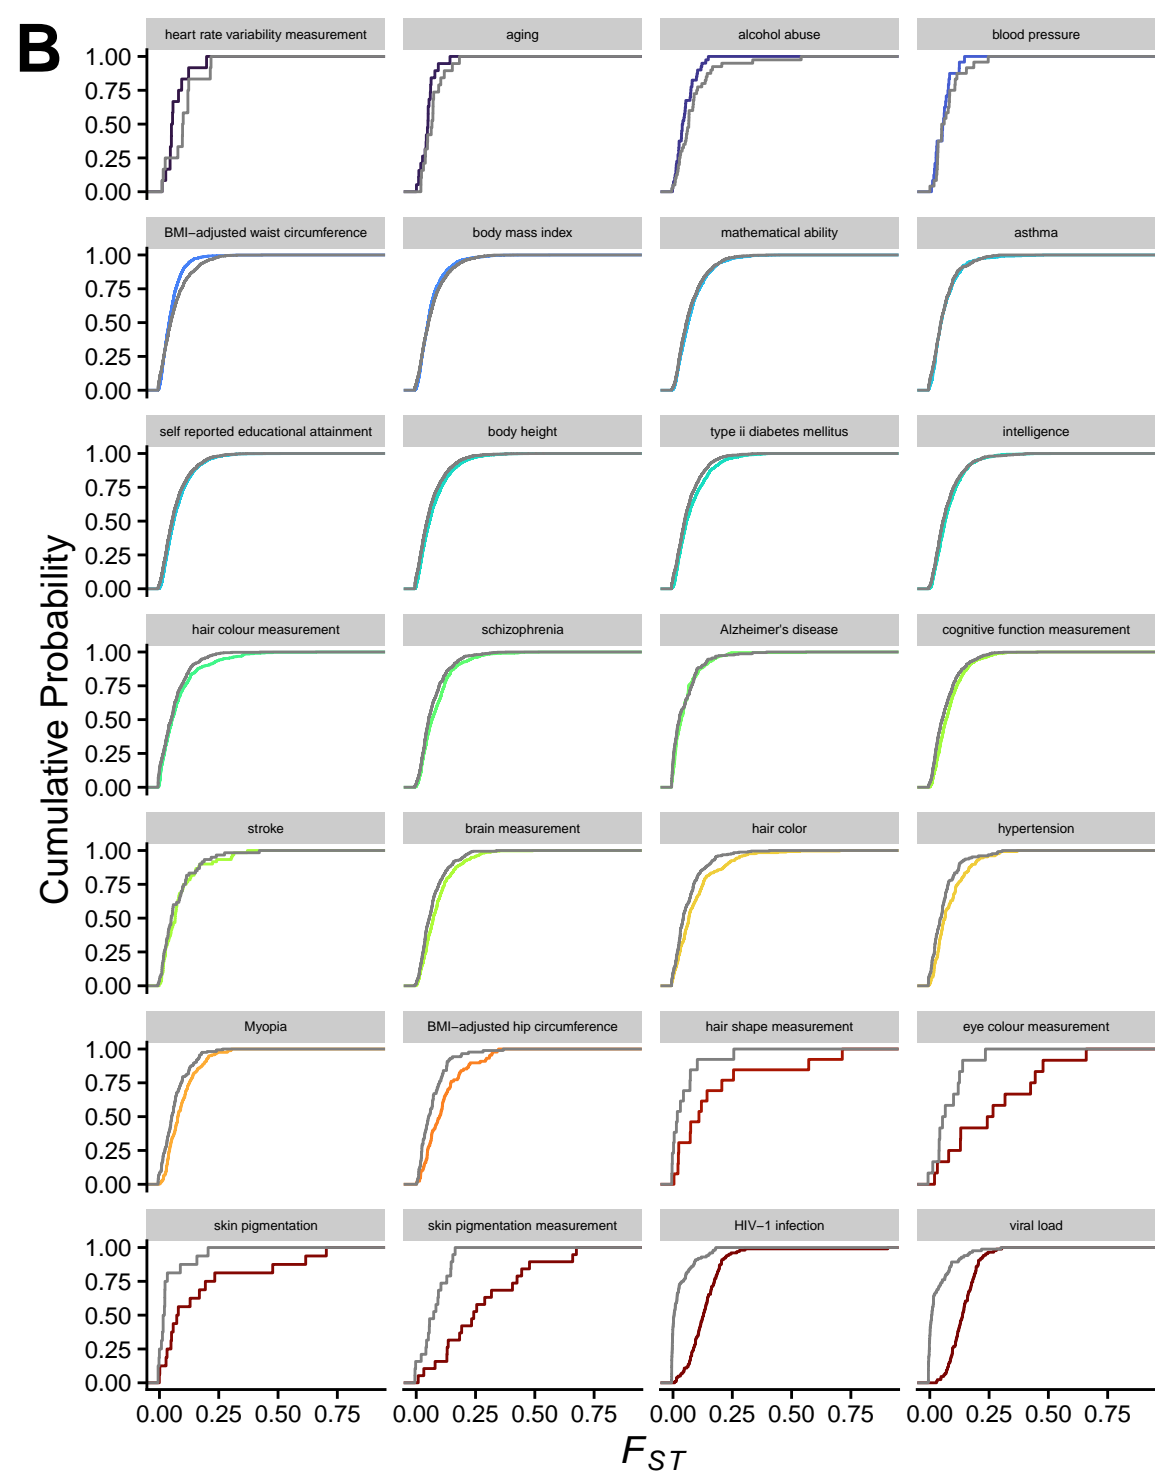 B
heart rate variability measurement
aging
alcohol abuse
blood pressure
1.00
0.75
0.50
0.25
0.00
BMI−adjusted waist circumference
body mass index
mathematical ability
asthma
1.00
0.75
0.50
0.25
0.00
self reported educational attainment
body height
type ii diabetes mellitus
intelligence
1.00
0.75
0.50
0.25
0.00
hair colour measurement
schizophrenia
Alzheimer's disease
cognitive function measurement
1.00
0.75
0.50
0.25
0.00
stroke
brain measurement
hair color
hypertension
1.00
0.75
0.50
0.25
0.00
Myopia
BMI−adjusted hip circumference
hair shape measurement
eye colour measurement
1.00
0.75
0.50
0.25
0.00
skin pigmentation
skin pigmentation measurement
HIV−1 infection
viral load
1.00
0.75
0.50
0.25
0.00
0.00 0.25 0.50 0.75
0.00 0.25 0.50 0.75
0.00 0.25 0.50 0.75
0.00 0.25 0.50 0.75
Cumulative Probability
FST